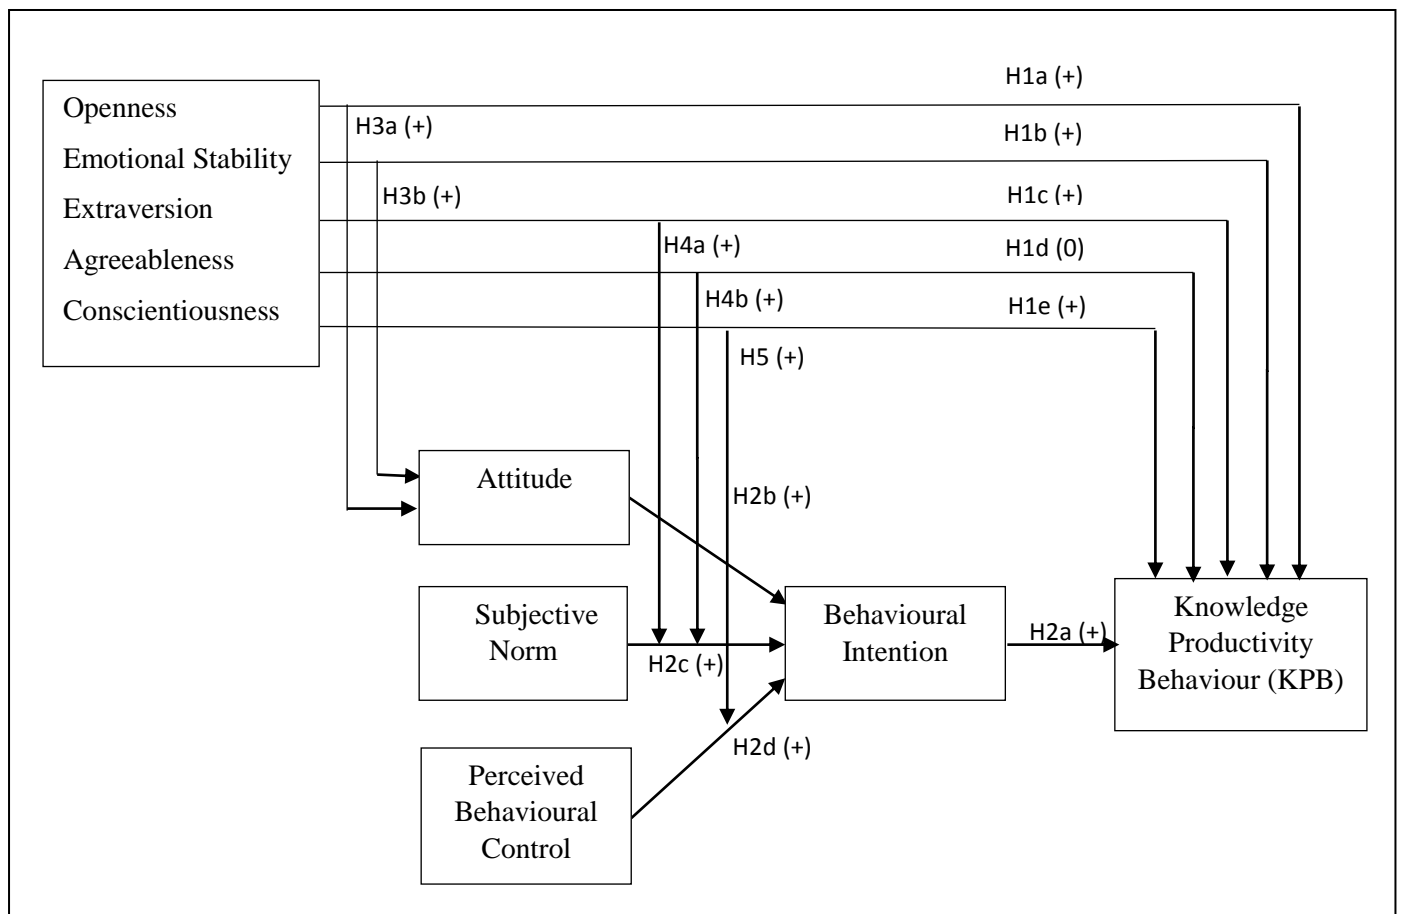 H1a (+)
Openness
H3a (+)
H1b (+)
Emotional Stability
H3b (+)
H1c (+)
Extraversion
H4a (+)
H1d (0)
Agreeableness
H4b (+)
H1e (+)
Conscientiousness
H5 (+)
Attitude
H2b (+)
Subjective
Norm
H2c (+)
Behavioural
Intention
H2a (+)
Knowledge
Productivity
Behaviour (KPB)
H2d (+)
Perceived
Behavioural
Control